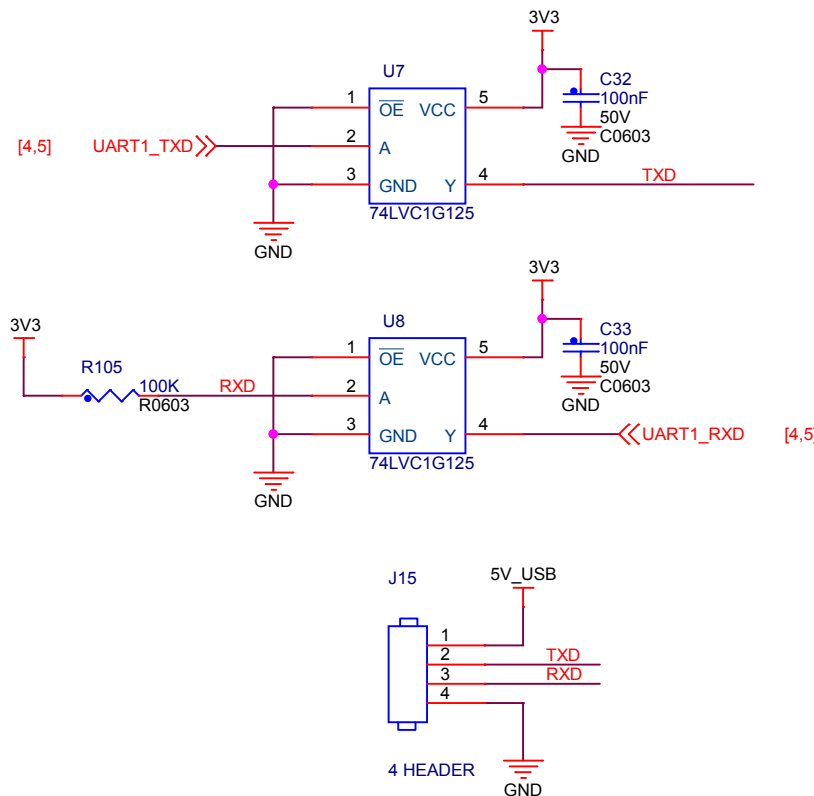 3V3
U7
C32
100nF
50V
C0603
GND
1 OE VCC 5
[4,5] UART1_TXD 2 A
3 GND Y 4 TXD
74LVC1G125
GND
3V3
U8
C33
100nF
50V
C0603
GND
3V3
R105
100K
R0603
RXD
1 OE VCC 5
2 A
3 GND Y 4 UART1_RXD [4,5]
74LVC1G125
GND
J15
5V_USB
1
2 TXD
3 RXD
4
4 HEADER
GND